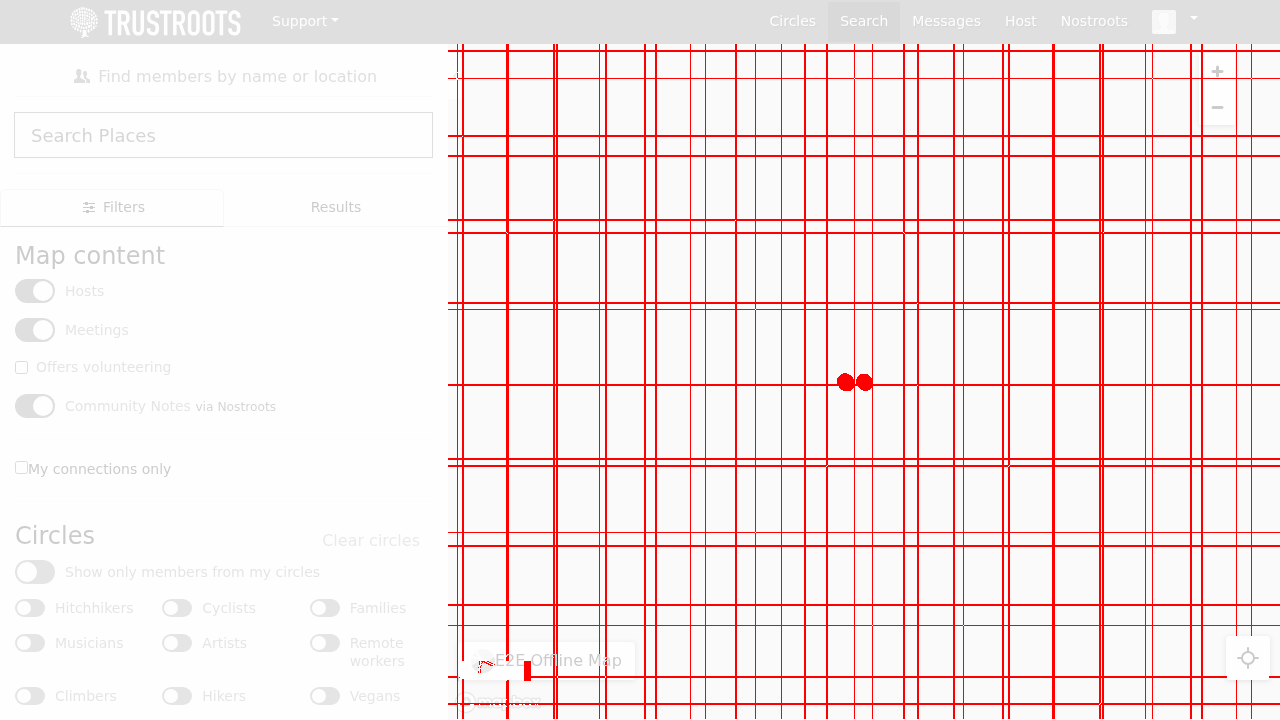 TRUSTROOTS
Support
Circles
Search
Messages
Host
Nostroots
Find members by name or location
Search Places
Filters
Results
Map content
Hosts
Meetings
Offers volunteering
Community Notes via Nostroots
My connections only
Circles
Clear circles
Show only members from my circles
Hitchhikers
Cyclists
Families
Musicians
Artists
Remote
workers
Climbers
Hikers
Vegans
+
−
E2E Offline Map
mapbox